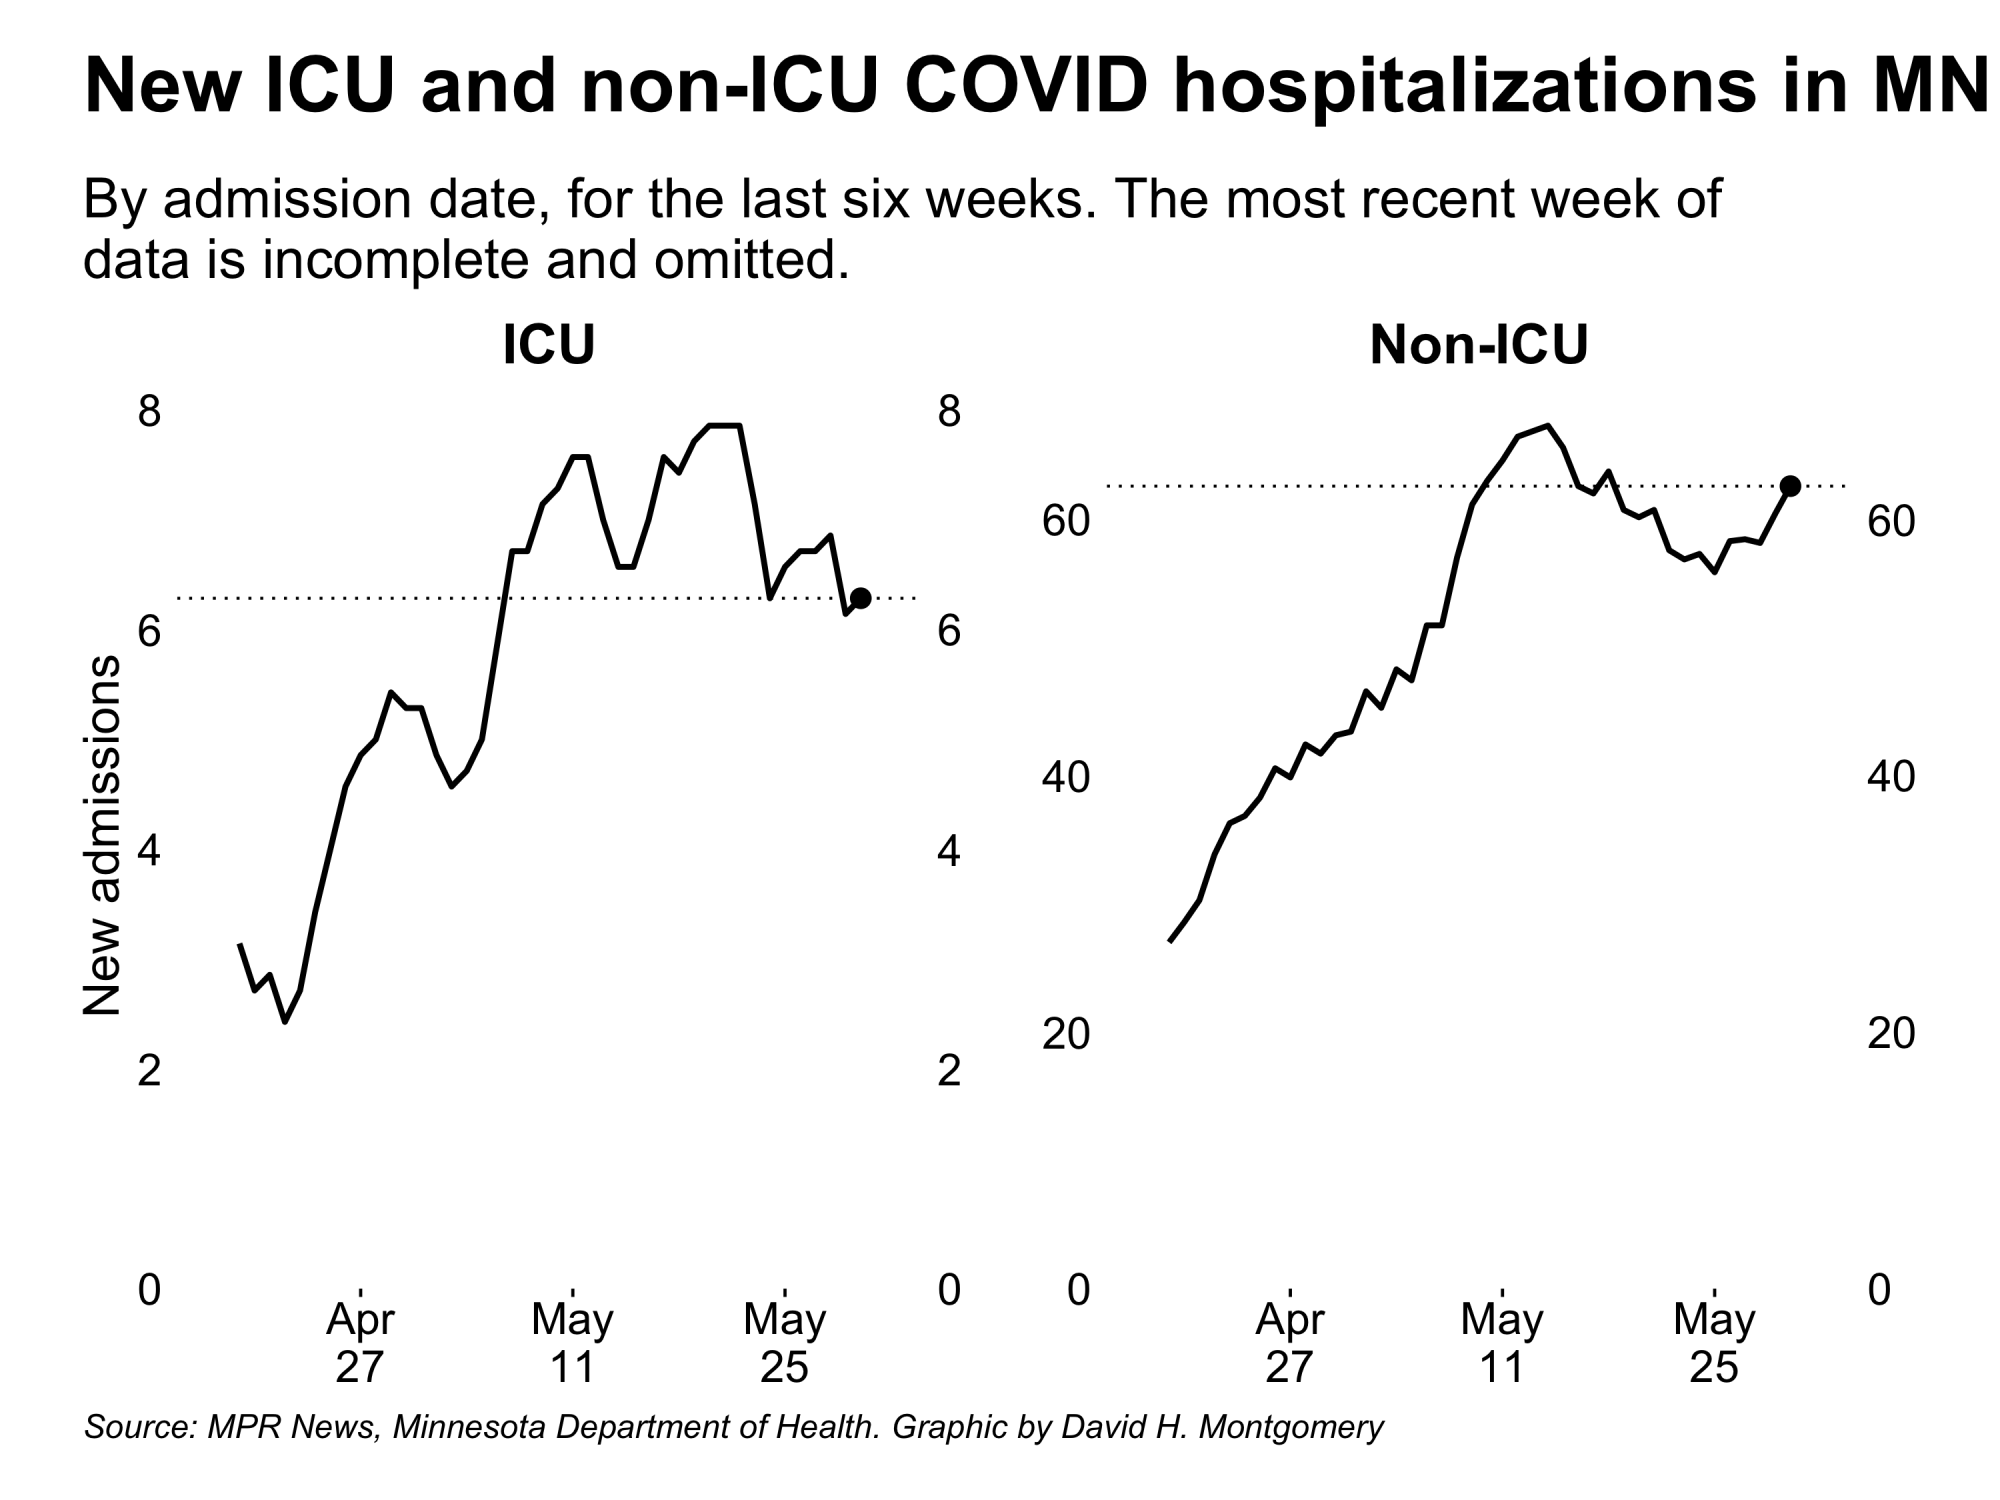 New ICU and non-ICU COVID hospitalizations in MN
By admission date, for the last six weeks. The most recent week of
data is incomplete and omitted.
ICU
Non-ICU
New admissions
8
6
4
2
0
8
6
4
2
0
60
40
20
0
60
40
20
0
Apr
27
May
11
May
25
Apr
27
May
11
May
25
Source: MPR News, Minnesota Department of Health. Graphic by David H. Montgomery